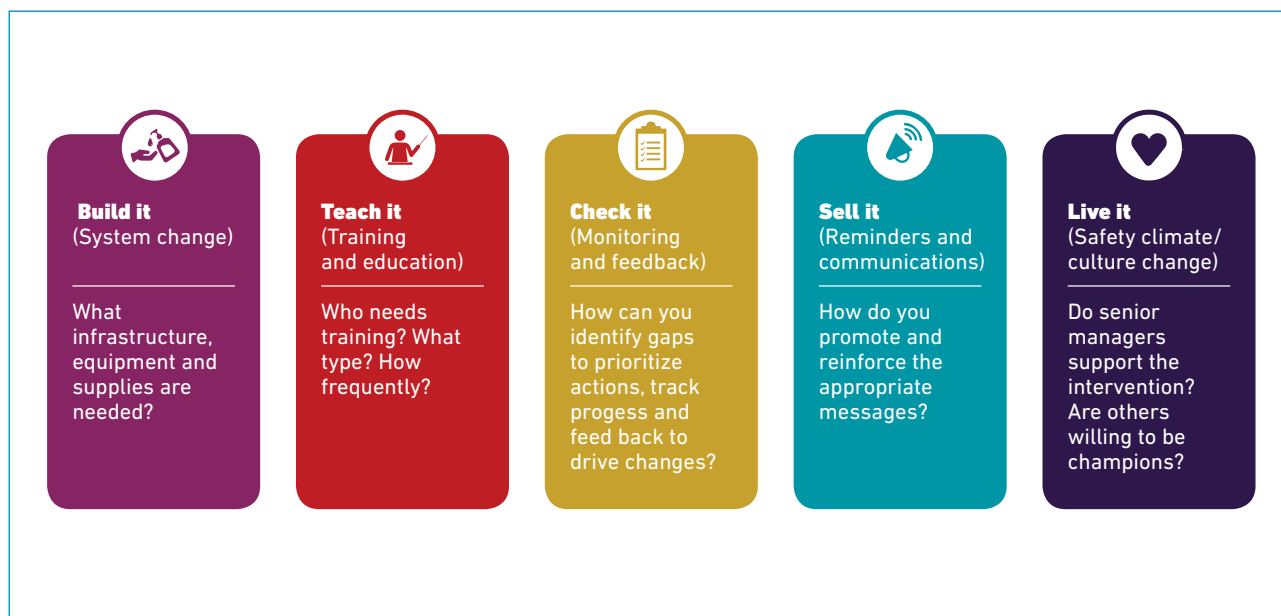 Build it
(System change)
What
infrastructure,
equipment and
supplies are
needed?
Teach it
(Training
and education)
Who needs
training? What
type? How
frequently?
Check it
(Monitoring
and feedback)
How can you
identify gaps
to prioritize
actions, track
progess and
feed back to
drive changes?
Sell it
(Reminders and
communications)
How do you
promote and
reinforce the
appropriate
messages?
Live it
(Safety climate/
culture change)
Do senior
managers
support the
intervention?
Are others
willing to be
champions?